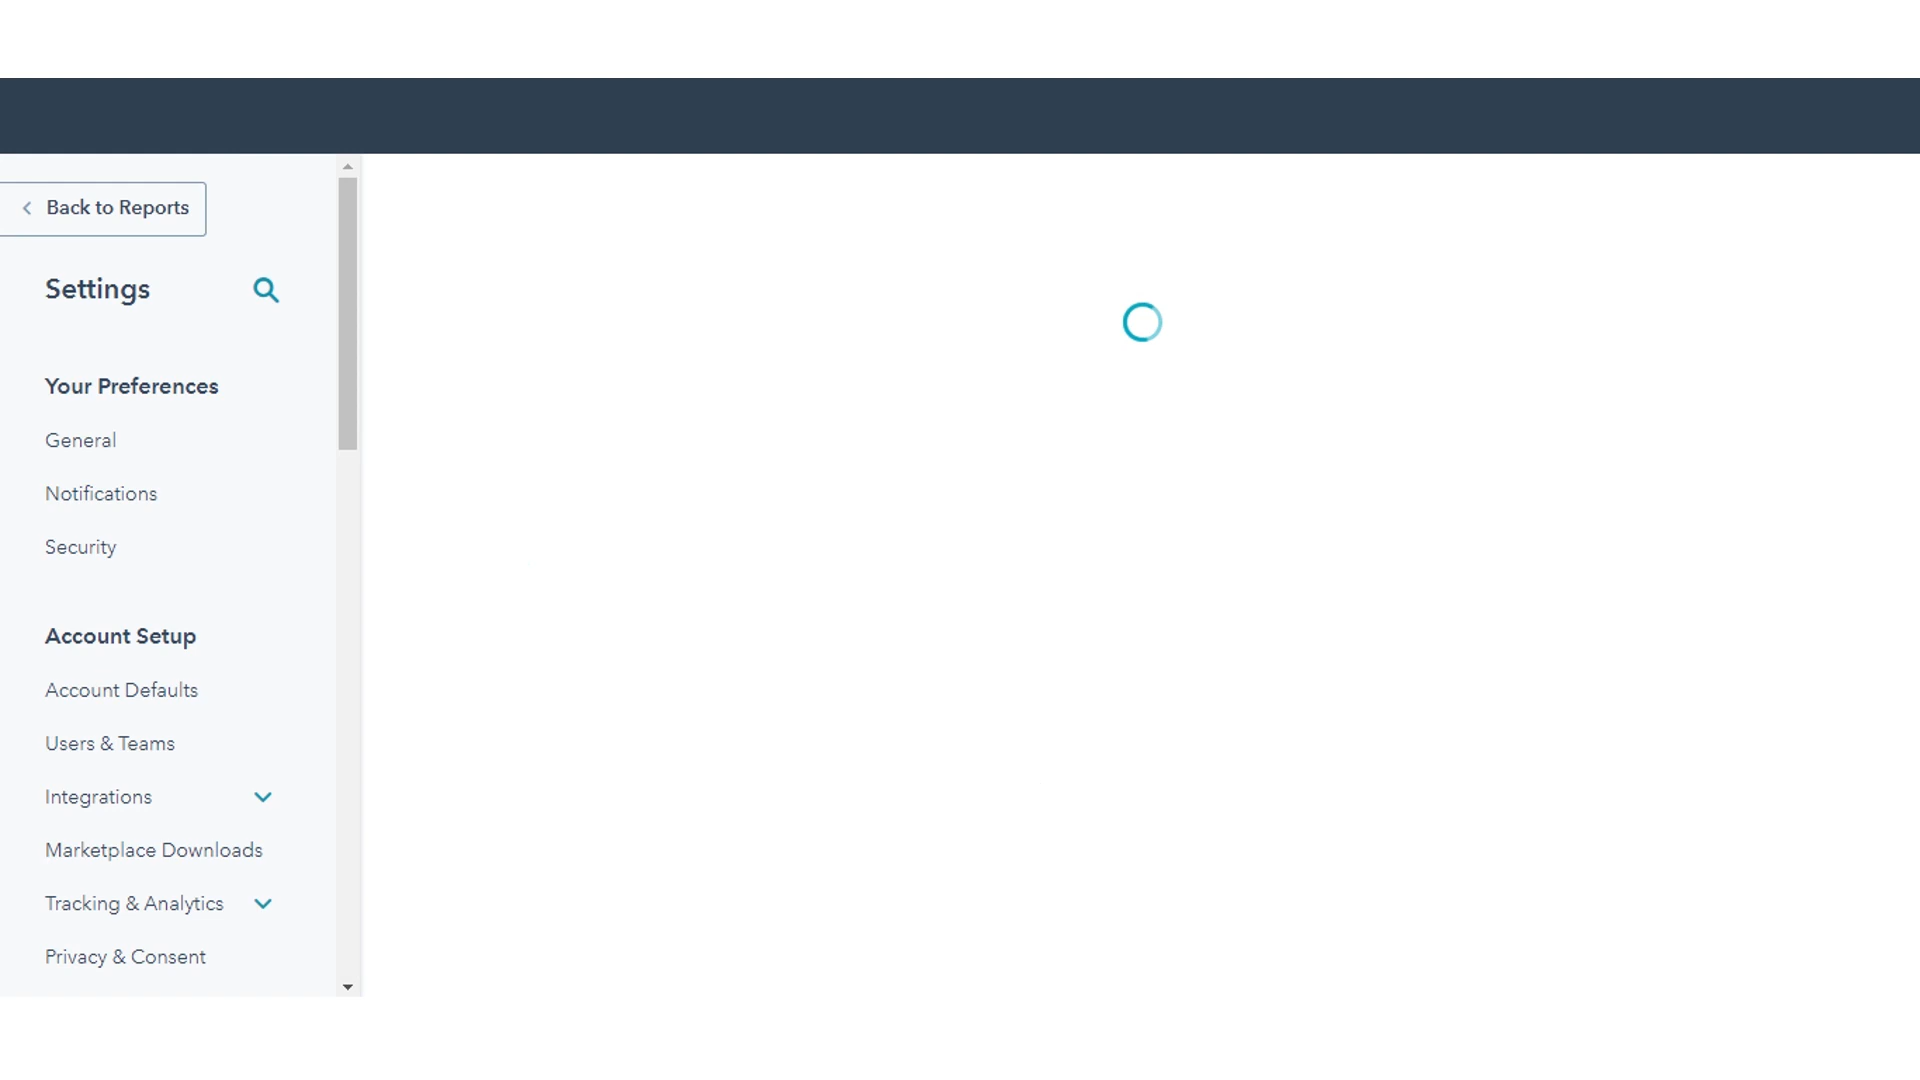 Back to Reports
Settings
Your Preferences
General
Notifications
Security
Account Setup
Account Defaults
Users & Teams
Integrations
Marketplace Downloads
Tracking & Analytics
Privacy & Consent